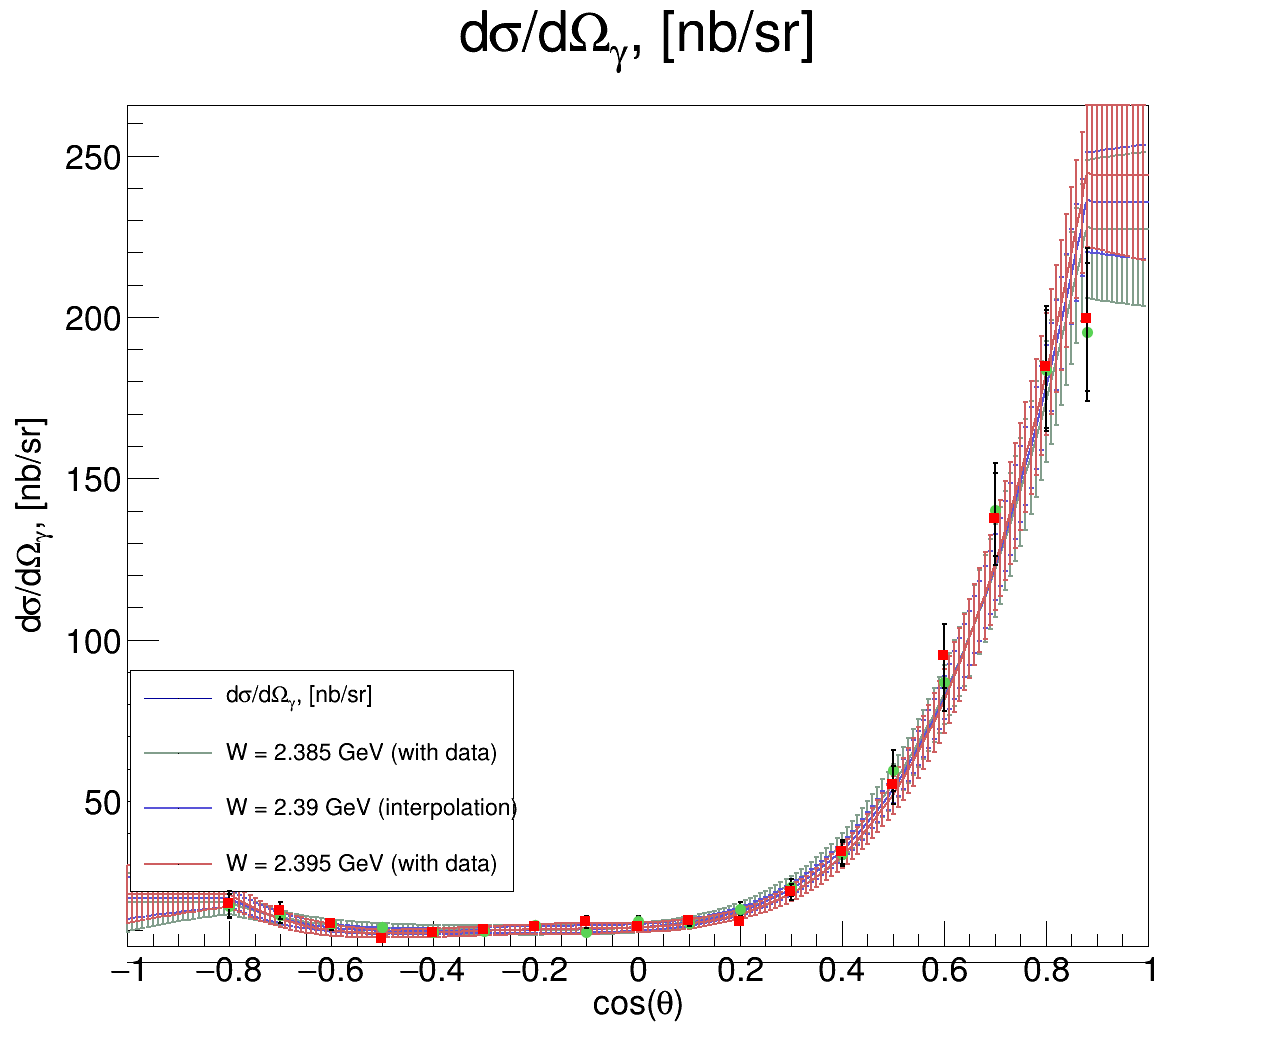 dσ/dΩγ, [nb/sr]
250
200
150
100
50
dσ/dΩγ, [nb/sr]
dσ/dΩγ, [nb/sr]
W = 2.385 GeV (with data)
W = 2.39 GeV (interpolation)
W = 2.395 GeV (with data)
−1 −0.8 −0.6 −0.4 −0.2 0 0.2 0.4 0.6 0.8 1
cos(θ)